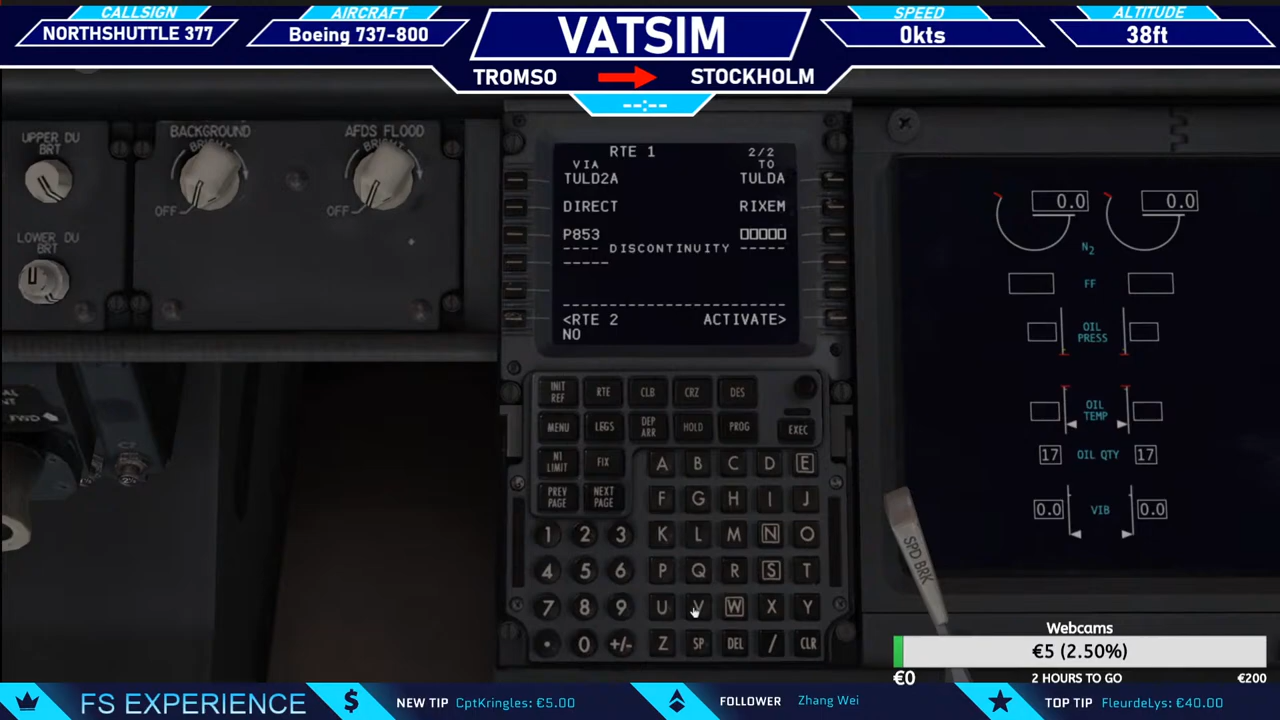 CALLSIGN
NORTHSHUTTLE 377
AIRCRAFT
Boeing 737-800
VATSIM
TROMSO
STOCKHOLM
--:--
SPEED
0kts
ALTITUDE
38ft
UPPER DU
BRT
LOWER DU
BRT
BACKGROUND
BRIGHT
OFF
AFDS FLOOD
BRIGHT
OFF
RTE 1 2/2
VIA TO
TULD2A TULDA
DIRECT RIXEM
P853 □□□□□
---- DISCONTINUITY -----
-----
<RTE 2 ACTIVATE>
NO
INIT REF RTE CLB CRZ DES
MENU LEGS DEP ARR HOLD PROG EXEC
N1 LIMIT FIX A B C D E
PREV PAGE NEXT PAGE F G H I J
1 2 3 K L M N O
4 5 6 P Q R S T
7 8 9 U V W X Y
. 0 +/- Z SP DEL / CLR
0.0 0.0
N2
FF
OIL
PRESS
OIL
TEMP
17 OIL QTY 17
0.0 VIB 0.0
SPD BRK
Webcams
€5 (2.50%)
€0 2 HOURS TO GO €200
FS EXPERIENCE
$
NEW TIP CptKringles: €5.00
FOLLOWER Zhang Wei
TOP TIP FleurdeLys: €40.00